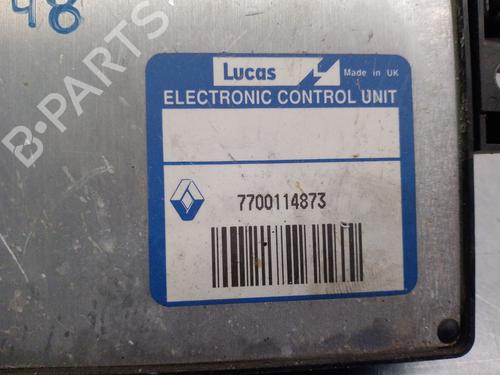 48
B-PARTS
Lucas
Made in UK
ELECTRONIC CONTROL UNIT
7700114873